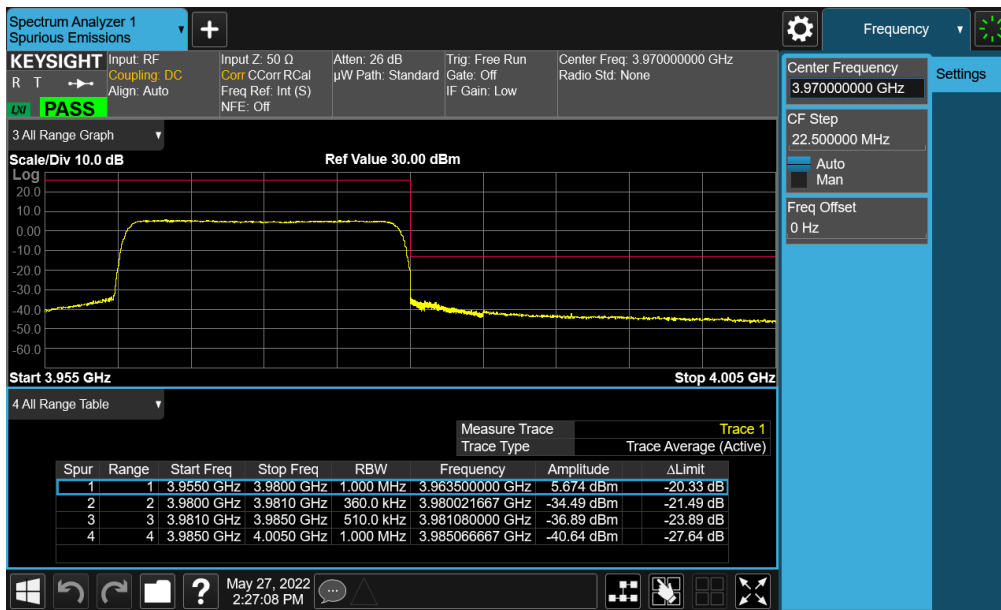 Spectrum Analyzer 1
Spurious Emissions
Frequency
KEYSIGHT Input: RF Input Z: 50 Ω Atten: 26 dB Trig: Free Run Center Freq: 3.970000000 GHz
R T Coupling: DC Corr CCorr RCal µW Path: Standard Gate: Off Radio Std: None
Align: Auto Freq Ref: Int (S) IF Gain: Low
LXI PASS NFE: Off
Center Frequency
3.970000000 GHz
Settings
CF Step
22.500000 MHz
Auto
Man
Freq Offset
0 Hz
3 All Range Graph
Scale/Div 10.0 dB Ref Value 30.00 dBm
Log
20.0
10.0
0.00
-10.0
-20.0
-30.0
-40.0
-50.0
-60.0
Start 3.955 GHz Stop 4.005 GHz
4 All Range Table
Measure Trace Trace 1
Trace Type Trace Average (Active)
Spur Range Start Freq Stop Freq RBW Frequency Amplitude ΔLimit
1 1 3.9550 GHz 3.9800 GHz 1.000 MHz 3.963500000 GHz 5.674 dBm -20.33 dB
2 2 3.9800 GHz 3.9810 GHz 360.0 kHz 3.980021667 GHz -34.49 dBm -21.49 dB
3 3 3.9810 GHz 3.9850 GHz 510.0 kHz 3.981080000 GHz -36.89 dBm -23.89 dB
4 4 3.9850 GHz 4.0050 GHz 1.000 MHz 3.985066667 GHz -40.64 dBm -27.64 dB
? May 27, 2022
2:27:08 PM